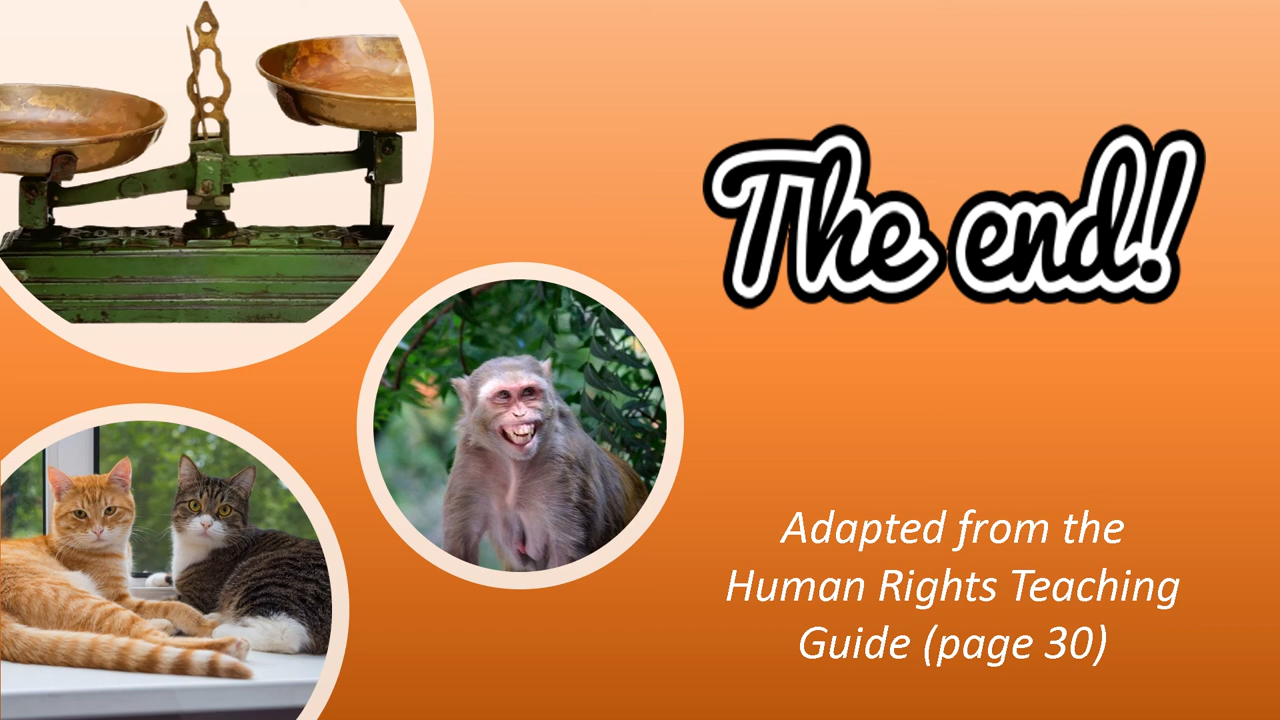 The end!
Adapted from the
Human Rights Teaching
Guide (page 30)